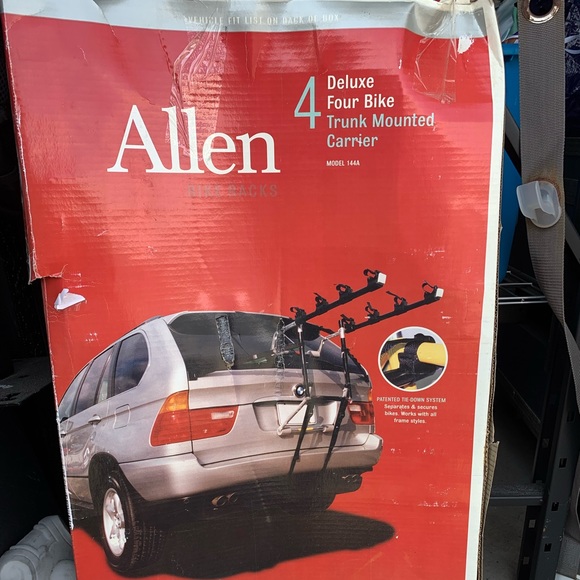 VEHICLE FIT LIST ON BACK OF BOX
Allen
BIKE RACKS
4
Deluxe
Four Bike
Trunk Mounted
Carrier
MODEL 144A
PATENTED TIE-DOWN SYSTEM
Separates & secures
bikes. Works with all
frame styles.